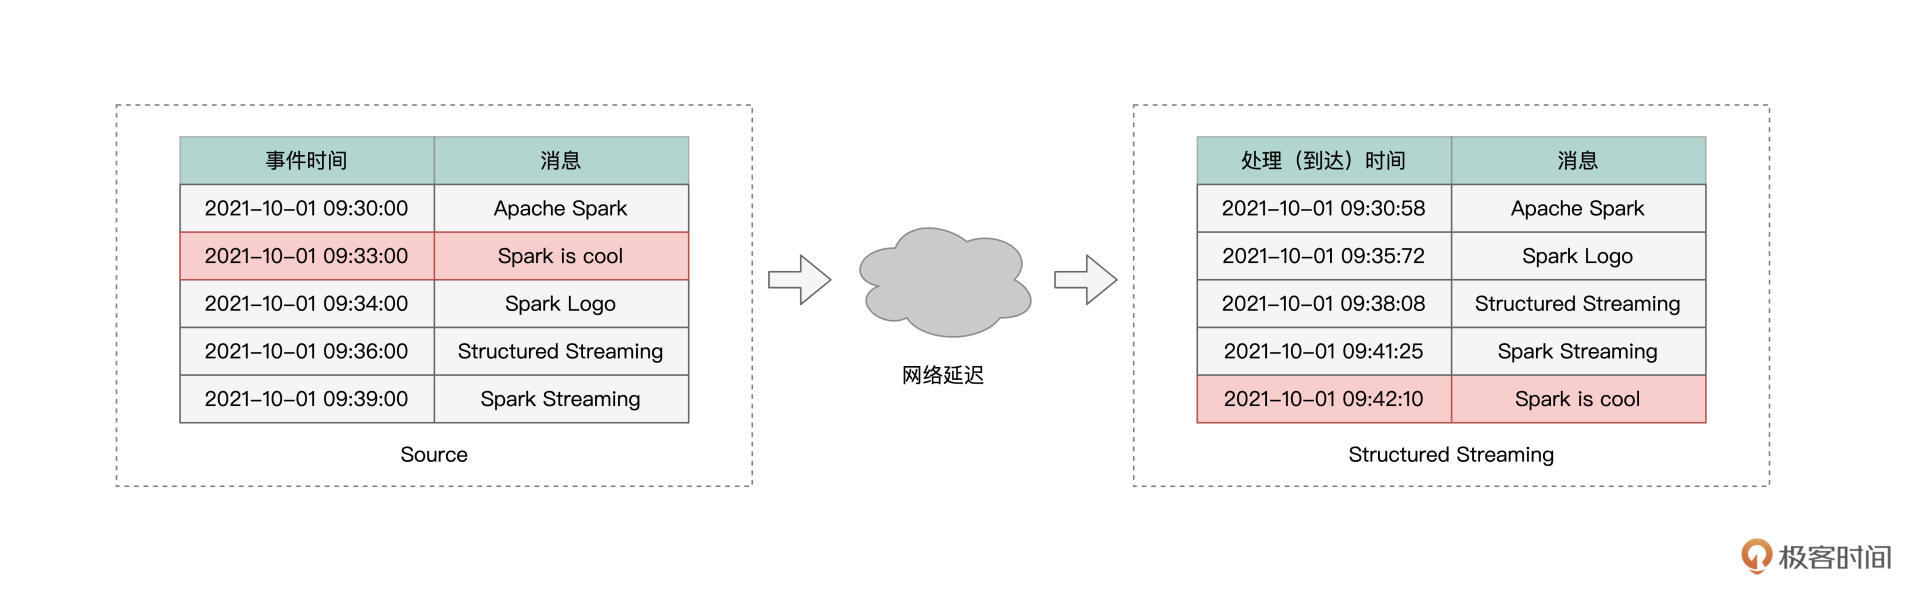 事件时间 消息
2021-10-01 09:30:00 Apache Spark
2021-10-01 09:33:00 Spark is cool
2021-10-01 09:34:00 Spark Logo
2021-10-01 09:36:00 Structured Streaming
2021-10-01 09:39:00 Spark Streaming
Source
网络延迟
处理（到达）时间 消息
2021-10-01 09:30:58 Apache Spark
2021-10-01 09:35:72 Spark Logo
2021-10-01 09:38:08 Structured Streaming
2021-10-01 09:41:25 Spark Streaming
2021-10-01 09:42:10 Spark is cool
Structured Streaming
极客时间